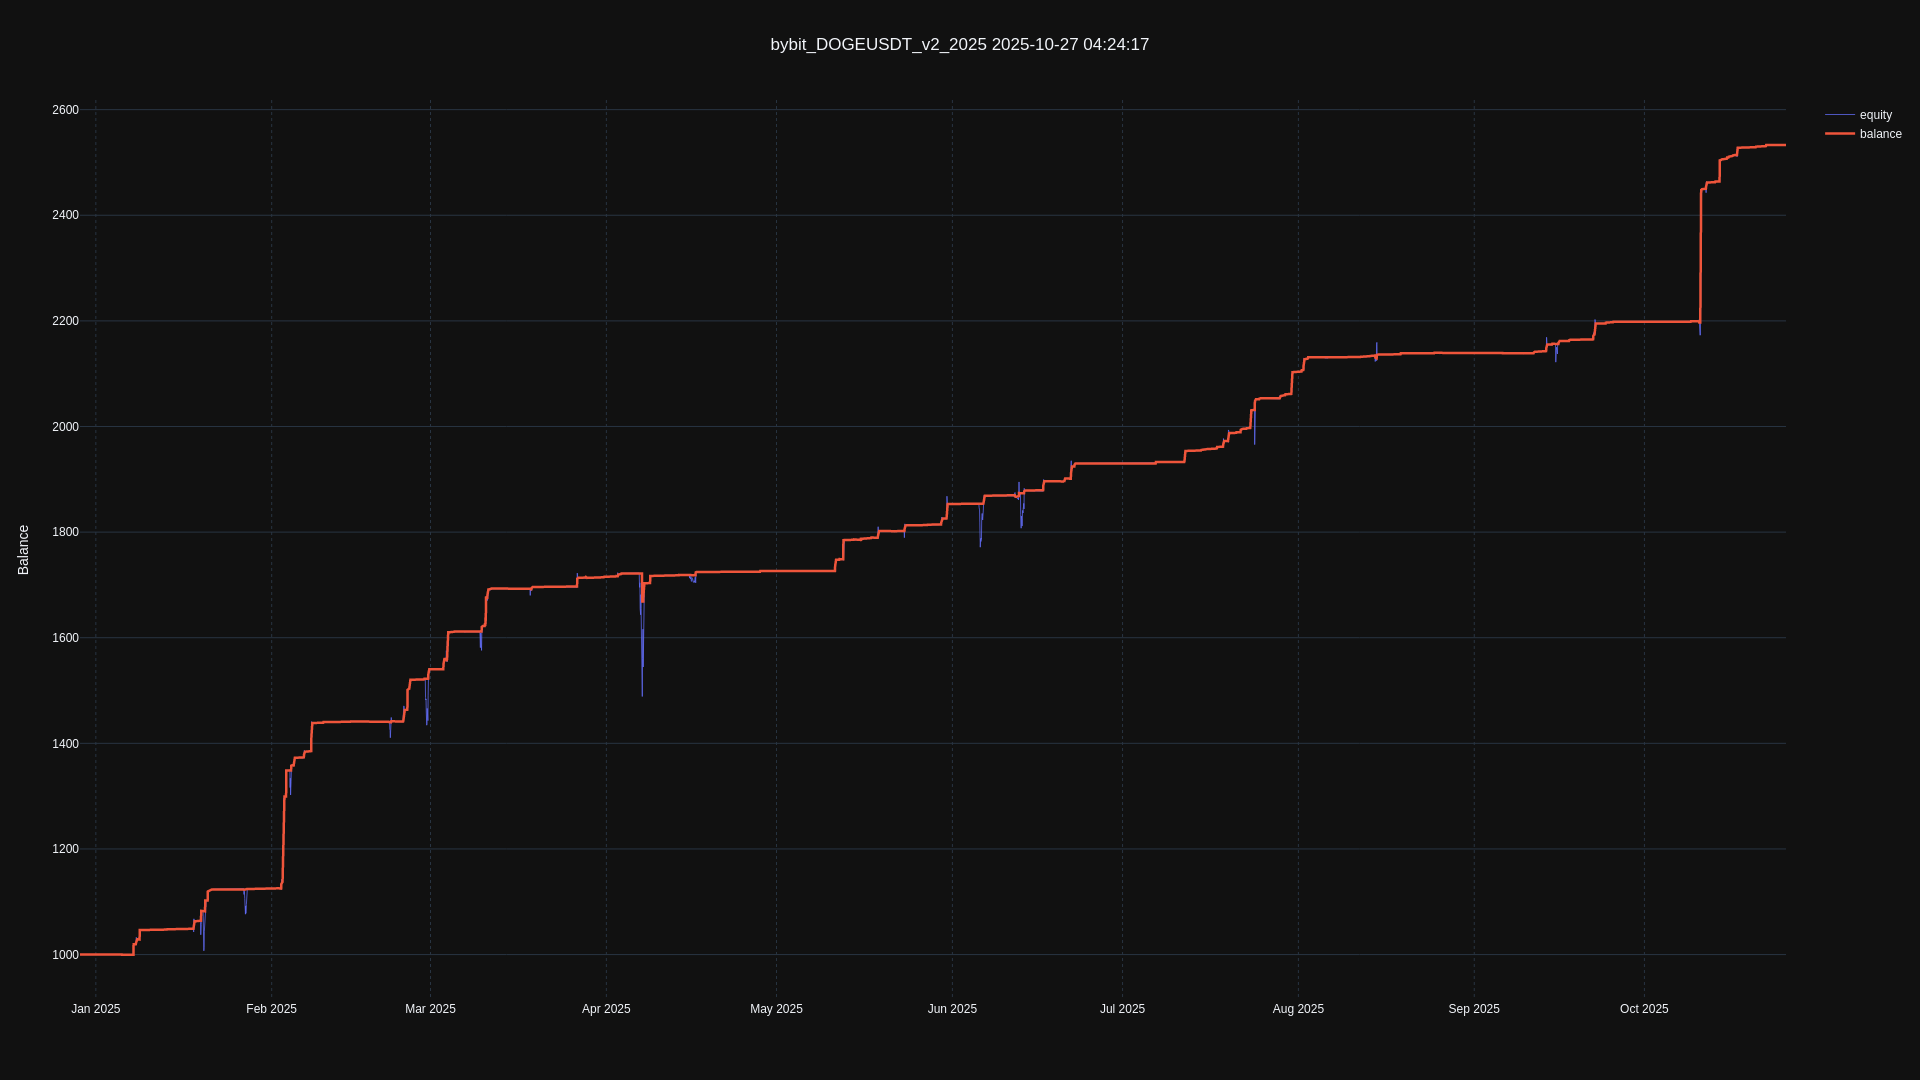 bybit_DOGEUSDT_v2_2025 2025-10-27 04:24:17
equity
balance
Balance
2600
2400
2200
2000
1800
1600
1400
1200
1000
Jan 2025
Feb 2025
Mar 2025
Apr 2025
May 2025
Jun 2025
Jul 2025
Aug 2025
Sep 2025
Oct 2025